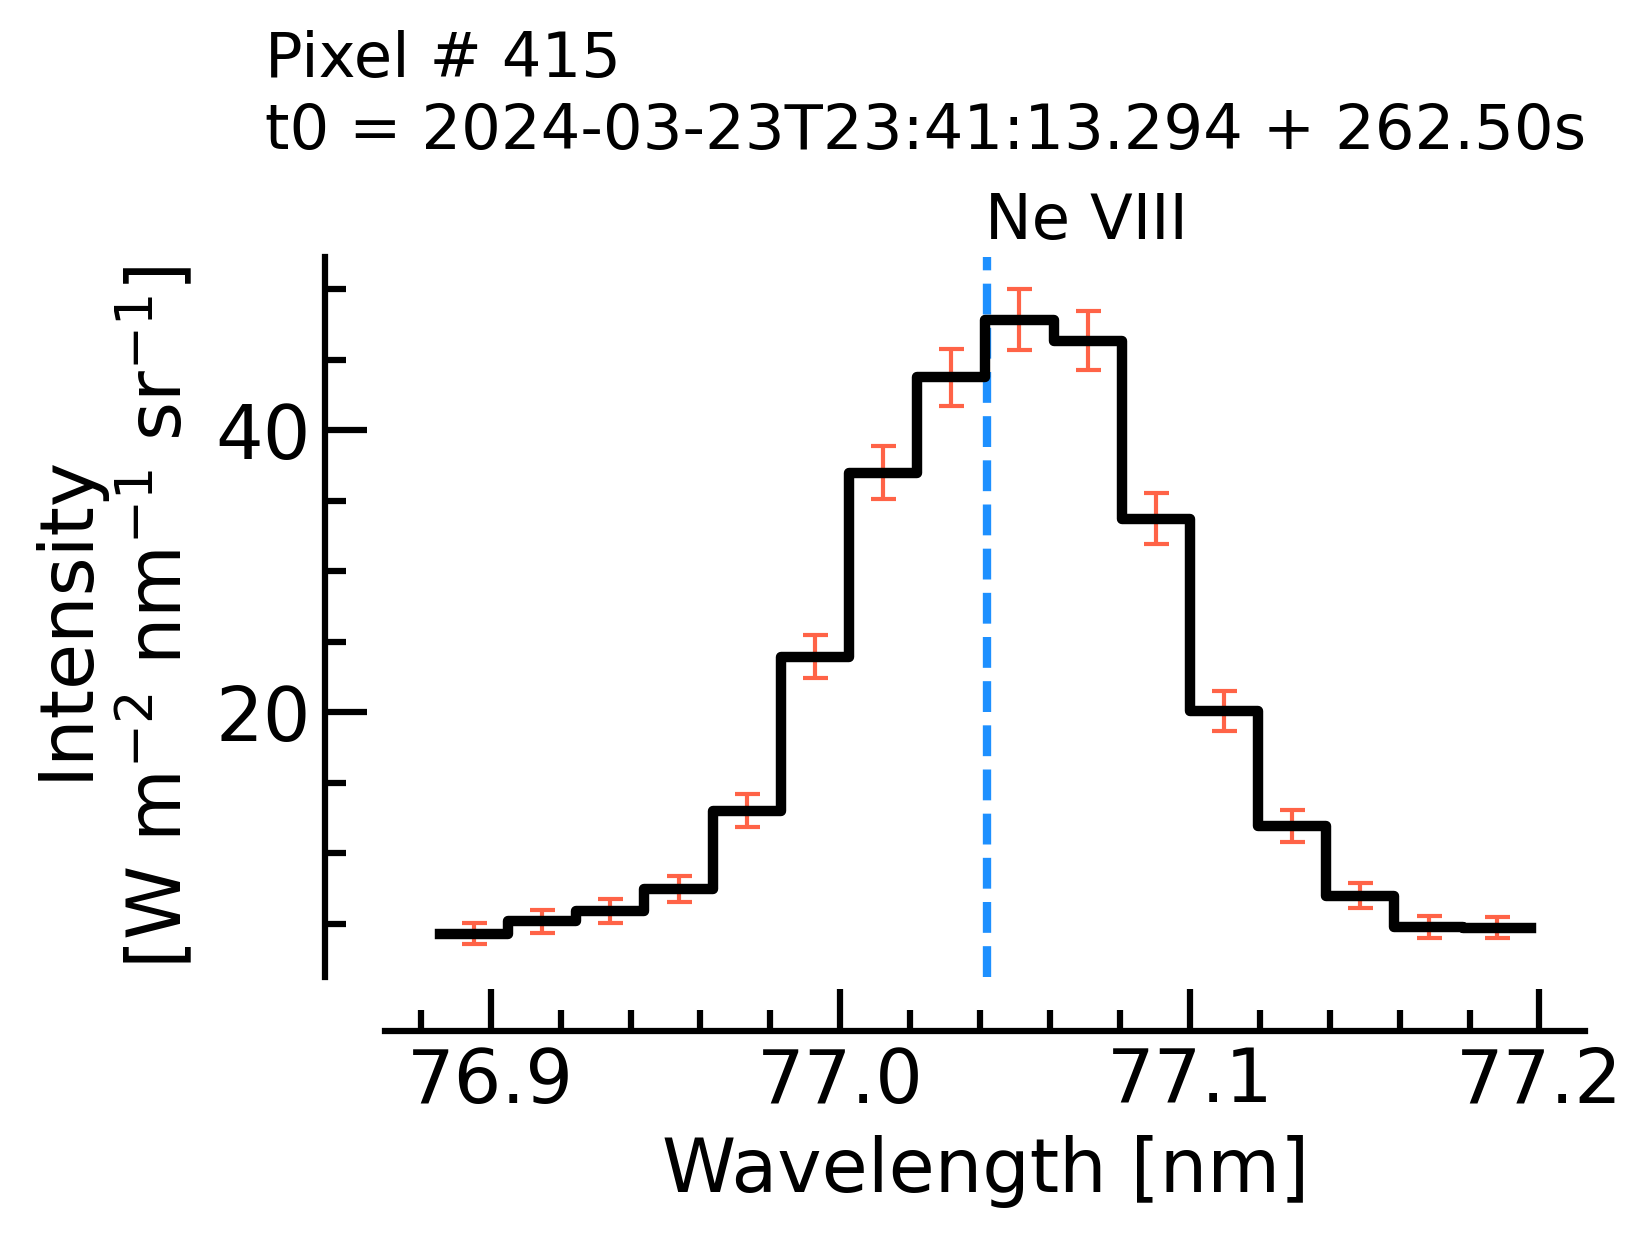 Pixel # 415
t0 = 2024-03-23T23:41:13.294 + 262.50s
Ne VIII
Intensity
[W m⁻² nm⁻¹ sr⁻¹]
40
20
76.9 77.0 77.1 77.2
Wavelength [nm]